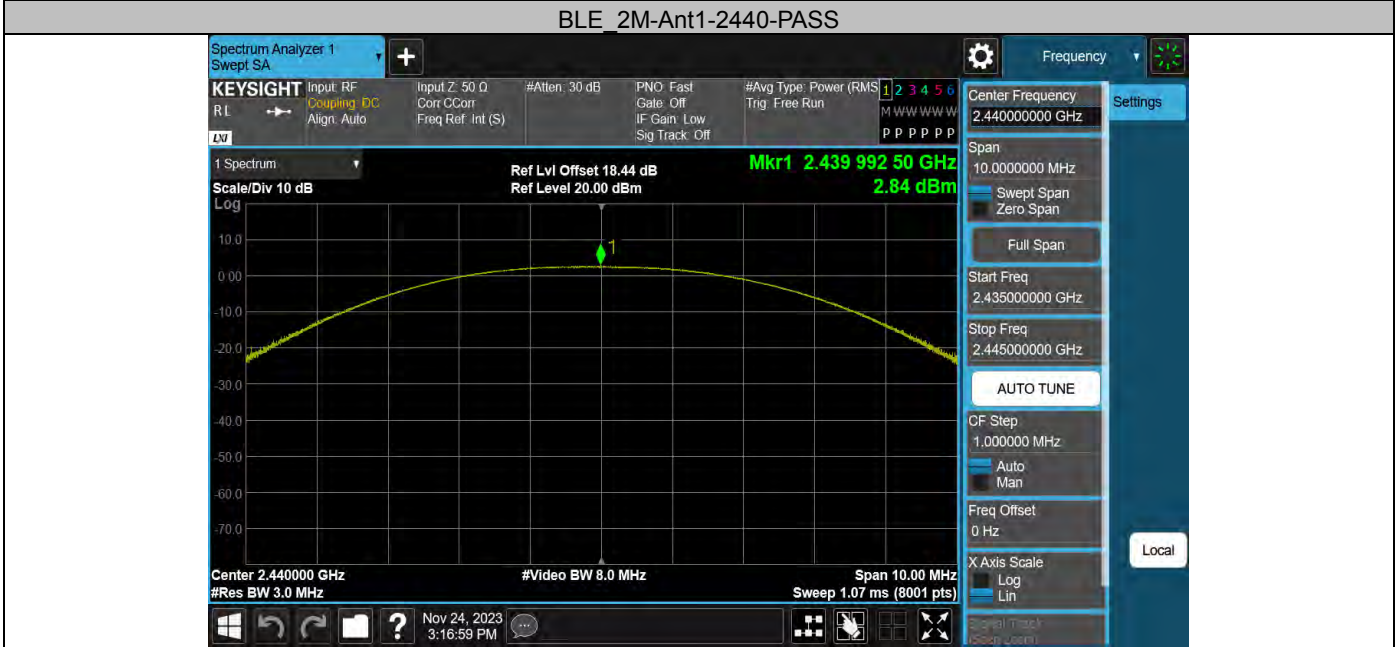 BLE_2M-Ant1-2440-PASS
Spectrum Analyzer 1
Swept SA
Frequency
KEYSIGHT
R L
LXI
Input: RF
Coupling: DC
Align: Auto
Input Z: 50 Ω
Corr CCorr
Freq Ref: Int (S)
#Atten: 30 dB
PNO: Fast
Gate: Off
IF Gain: Low
Sig Track: Off
#Avg Type: Power (RMS
Trig: Free Run
1 2 3 4 5 6
M W W W W W
P P P P P P
1 Spectrum
Scale/Div 10 dB
Log
Ref Lvl Offset 18.44 dB
Ref Level 20.00 dBm
Mkr1 2.439 992 50 GHz
2.84 dBm
1
10.0
0.00
-10.0
-20.0
-30.0
-40.0
-50.0
-60.0
-70.0
Center 2.440000 GHz
#Res BW 3.0 MHz
#Video BW 8.0 MHz
Span 10.00 MHz
Sweep 1.07 ms (8001 pts)
Nov 24, 2023
3:16:59 PM
Center Frequency
2.440000000 GHz
Span
10.0000000 MHz
Swept Span
Zero Span
Full Span
Start Freq
2.435000000 GHz
Stop Freq
2.445000000 GHz
AUTO TUNE
CF Step
1.000000 MHz
Auto
Man
Freq Offset
0 Hz
X Axis Scale
Log
Lin
Signal Track
(Span Zoom)
Settings
Local